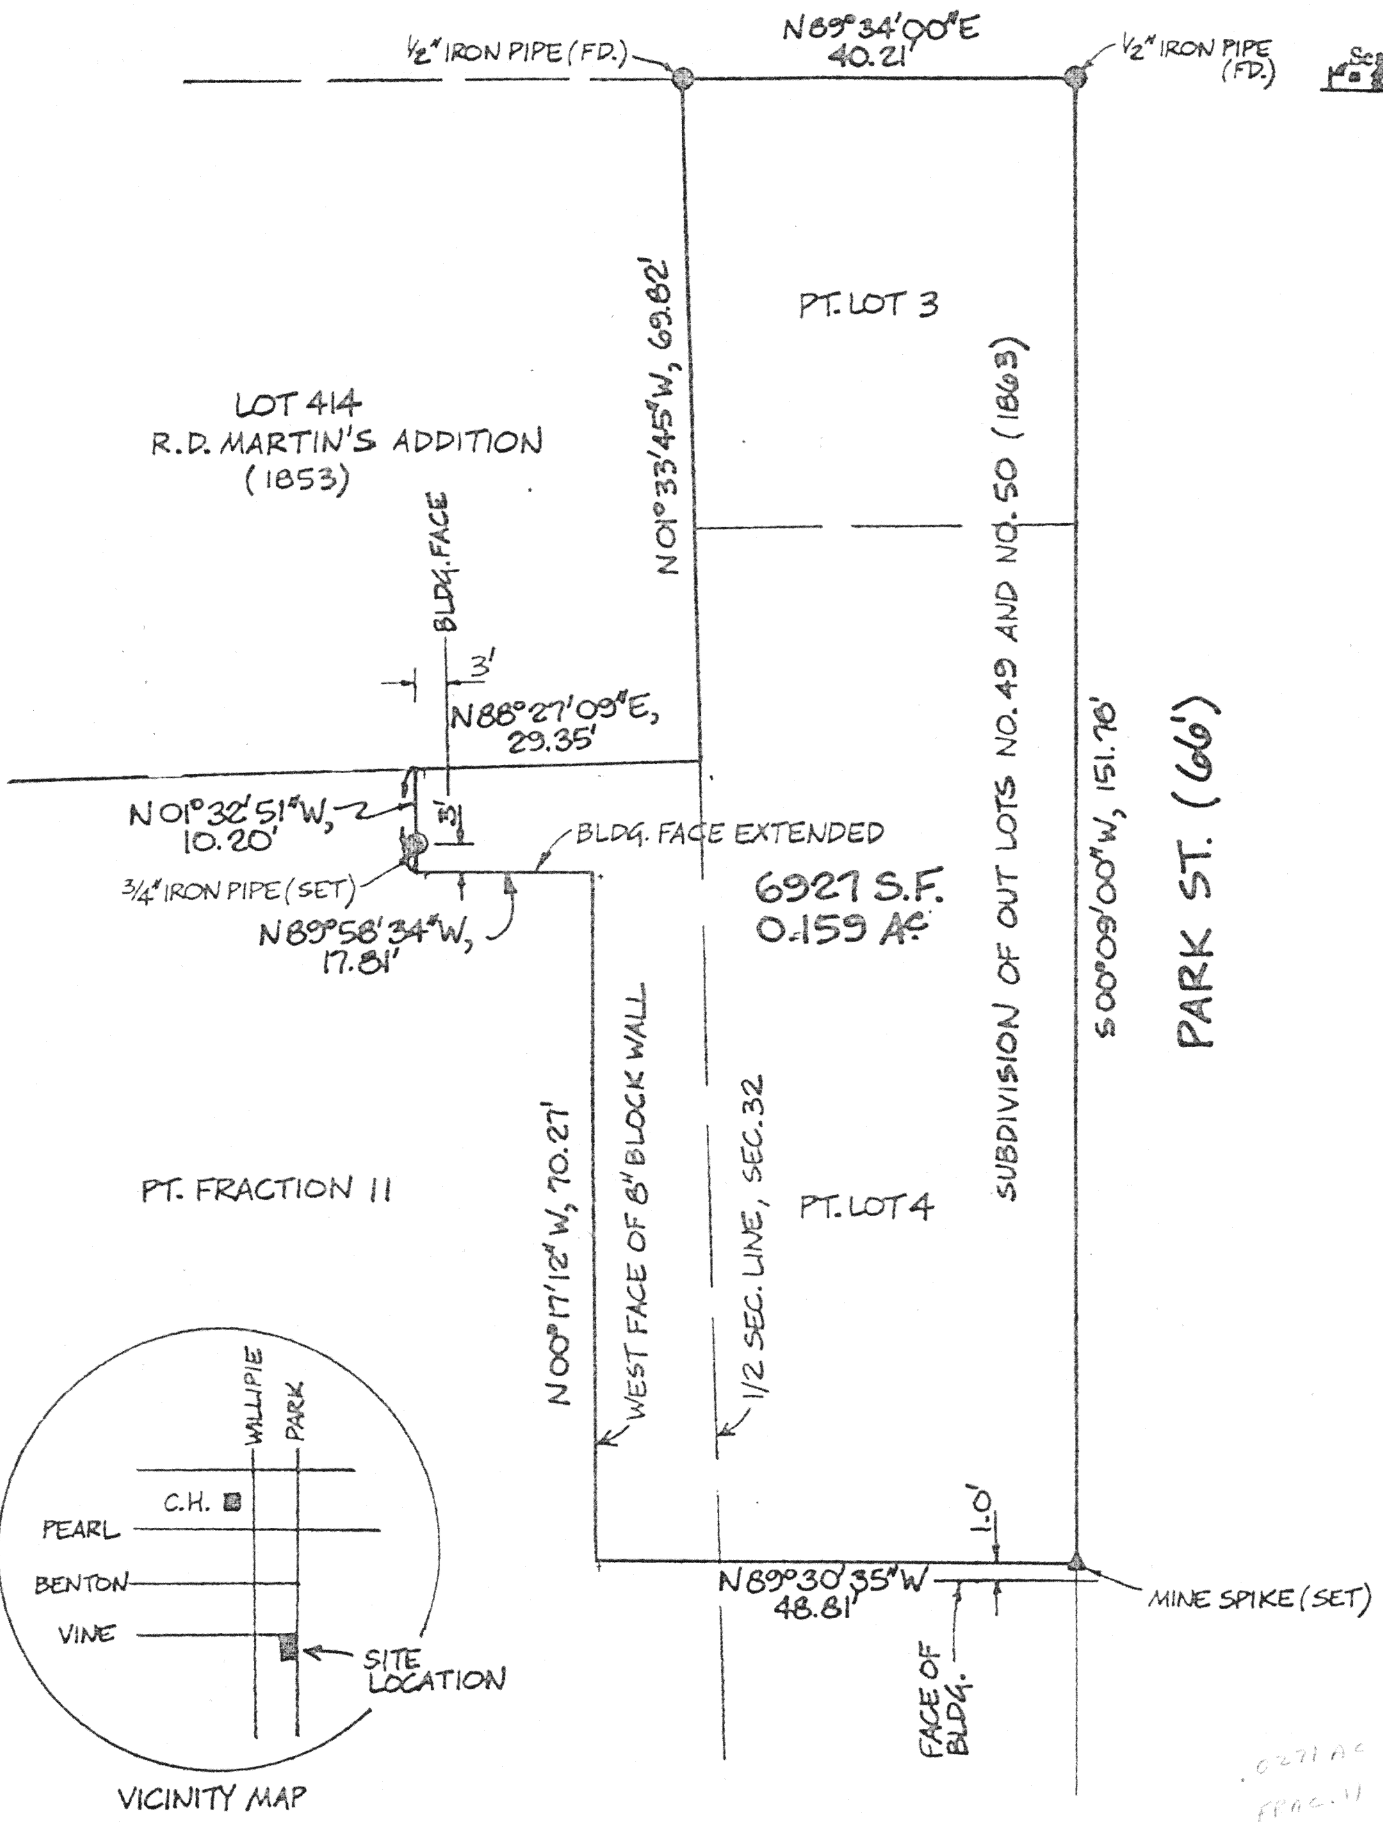 N89°34'00"E
40.21'
1/2" IRON PIPE (FD.)
1/2" IRON PIPE
(FD.)
N01°33'45"W, 69.82'
PT. LOT 3
LOT 414
R.D. MARTIN'S ADDITION
(1853)
SUBDIVISION OF OUT LOTS NO. 49 AND NO. 50 (1863)
BLDG. FACE
3'
N88°27'09"E,
29.35'
S00°09'00"W, 151.76'
PARK ST. (66')
N01°32'51"W,
10.20'
3'
BLDG. FACE EXTENDED
3/4" IRON PIPE (SET)
6927 S.F.
0.159 AC
N89°58'34"W,
17.81'
WEST FACE OF 8" BLOCK WALL
N00°17'12"W, 70.27'
1/2 SEC. LINE, SEC. 32
PT. FRACTION 11
PT. LOT 4
1.0'
N89°30'35"W
48.81'
MINE SPIKE (SET)
FACE OF
BLDG.
WILLIPIE
PARK
C.H.
PEARL
BENTON
VINE
SITE
LOCATION
VICINITY MAP
.0271 AC
FRAC. 11